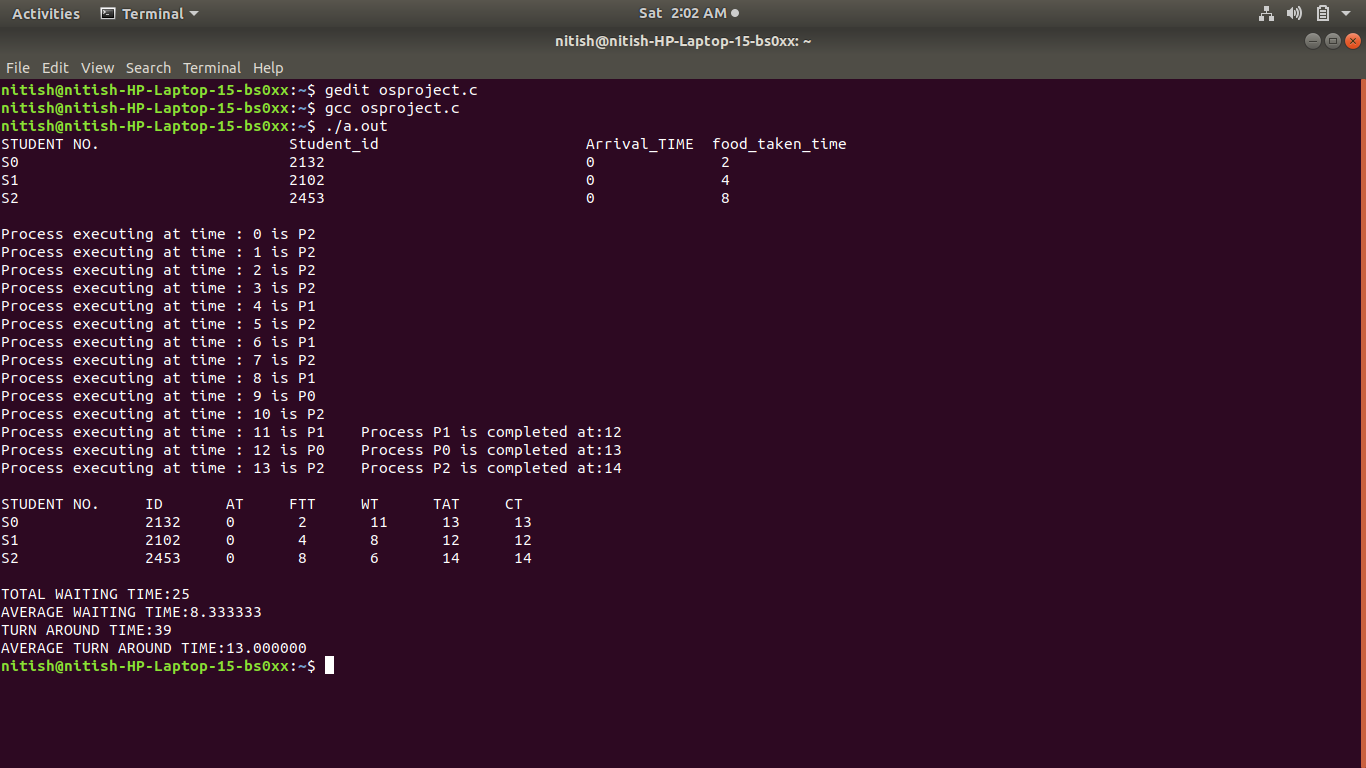 Activities Terminal Sat 2:02 AM
nitish@nitish-HP-Laptop-15-bs0xx: ~
File Edit View Search Terminal Help
nitish@nitish-HP-Laptop-15-bs0xx:~$ gedit osproject.c
nitish@nitish-HP-Laptop-15-bs0xx:~$ gcc osproject.c
nitish@nitish-HP-Laptop-15-bs0xx:~$ ./a.out
STUDENT NO. Student_id Arrival_TIME food_taken_time
S0 2132 0 2
S1 2102 0 4
S2 2453 0 8
Process executing at time : 0 is P2
Process executing at time : 1 is P2
Process executing at time : 2 is P2
Process executing at time : 3 is P2
Process executing at time : 4 is P1
Process executing at time : 5 is P2
Process executing at time : 6 is P1
Process executing at time : 7 is P2
Process executing at time : 8 is P1
Process executing at time : 9 is P0
Process executing at time : 10 is P2
Process executing at time : 11 is P1 Process P1 is completed at:12
Process executing at time : 12 is P0 Process P0 is completed at:13
Process executing at time : 13 is P2 Process P2 is completed at:14
STUDENT NO. ID AT FTT WT TAT CT
S0 2132 0 2 11 13 13
S1 2102 0 4 8 12 12
S2 2453 0 8 6 14 14
TOTAL WAITING TIME:25
AVERAGE WAITING TIME:8.333333
TURN AROUND TIME:39
AVERAGE TURN AROUND TIME:13.000000
nitish@nitish-HP-Laptop-15-bs0xx:~$